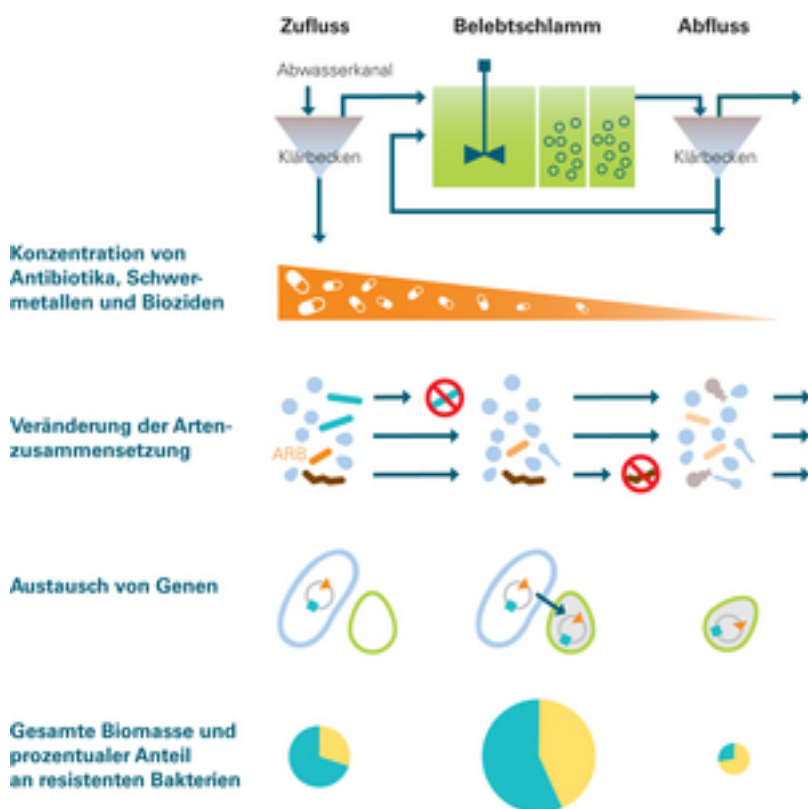 Zufluss
Belebtschlamm
Abfluss
Abwasserkanal
Klärbecken
Klärbecken
Konzentration von
Antibiotika, Schwer-
metallen und Bioziden
Veränderung der Arten-
zusammensetzung
ARB
Austausch von Genen
Gesamte Biomasse und
prozentualer Anteil
an resistenten Bakterien